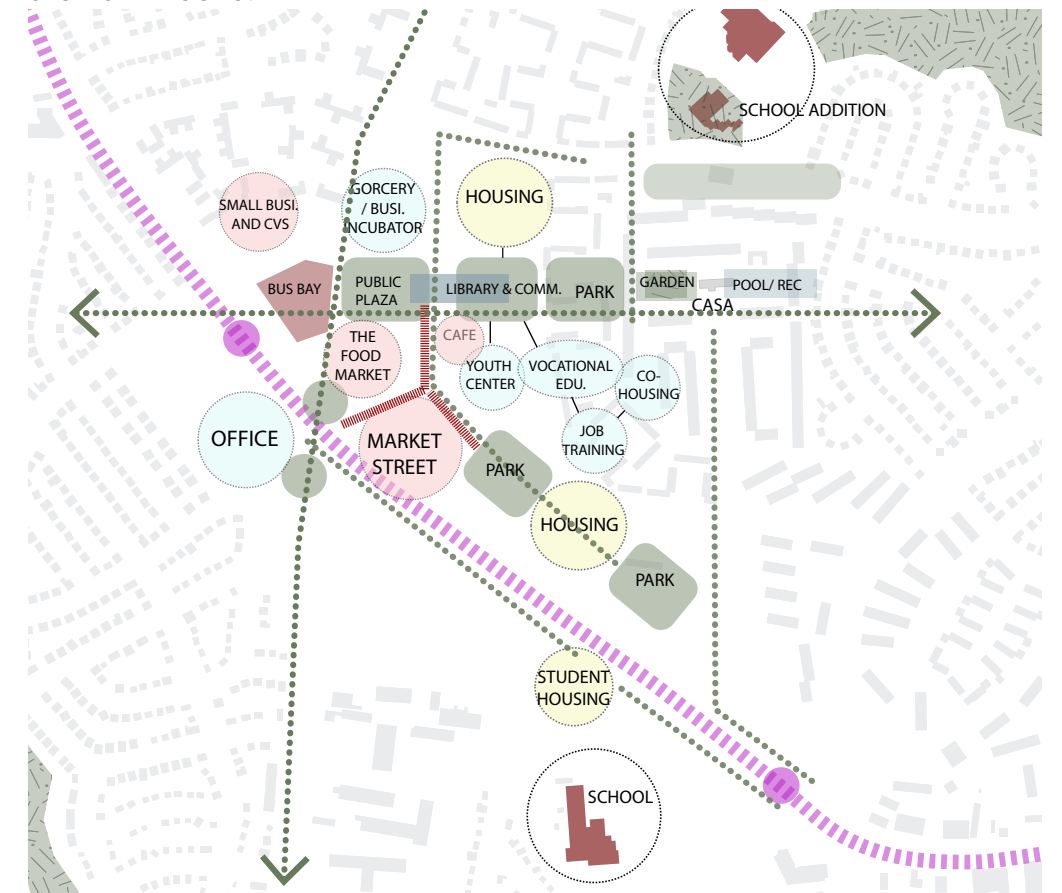 SCHOOL ADDITION
SMALL BUSI.
AND CVS
GORCERY
/ BUSI.
INCUBATOR
HOUSING
BUS BAY
PUBLIC
PLAZA
LIBRARY & COMM.
PARK
GARDEN
POOL/ REC
CASA
THE
FOOD
MARKET
CAFE
YOUTH
CENTER
VOCATIONAL
EDU.
CO-
HOUSING
OFFICE
MARKET
STREET
JOB
TRAINING
PARK
HOUSING
PARK
STUDENT
HOUSING
SCHOOL